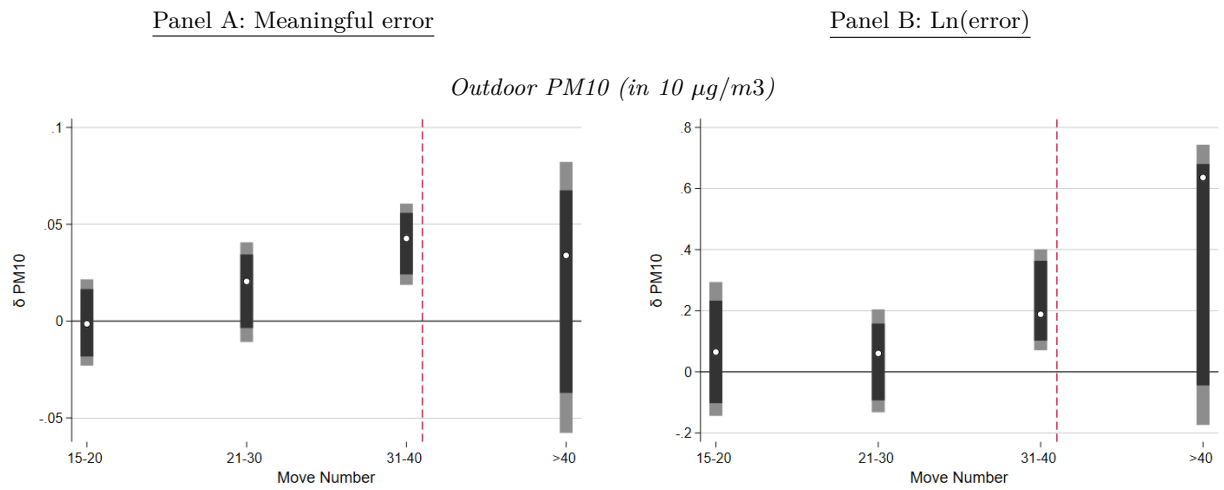 Panel A: Meaningful error
Panel B: Ln(error)
Outdoor PM10 (in 10 μg/m3)
.1
.05
0
-.05
δ PM10
15-20
21-30
31-40
>40
Move Number
.8
.6
.4
.2
0
-.2
δ PM10
15-20
21-30
31-40
>40
Move Number